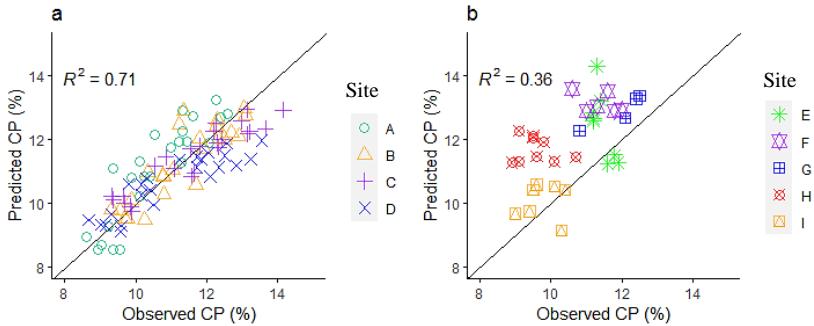 a
b
R² = 0.71
R² = 0.36
Predicted CP (%)
14
12
10
8
8
10
12
14
Observed CP (%)
Site
A
B
C
D
Predicted CP (%)
14
12
10
8
8
10
12
14
Observed CP (%)
Site
E
F
G
H
I